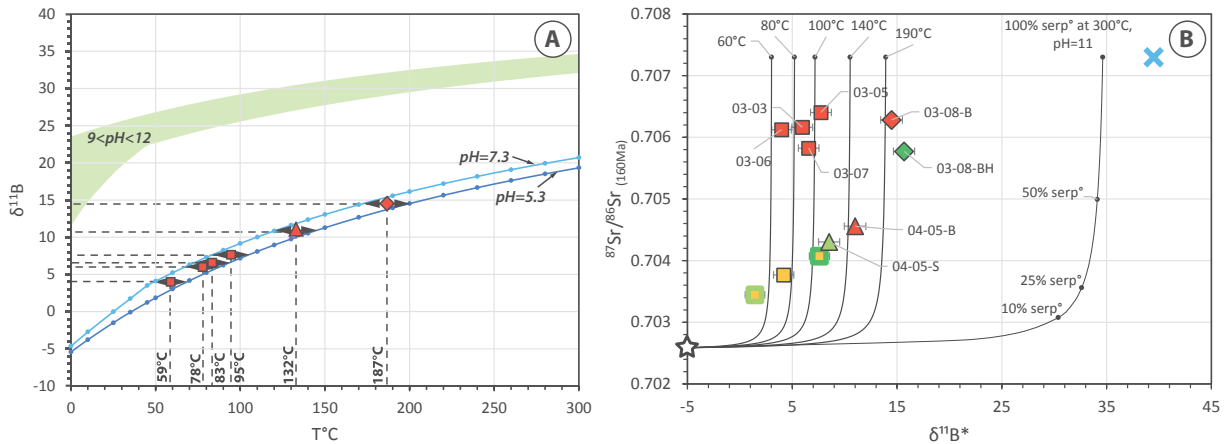 A
40
35
30
25
20
15
10
5
0
-5
-10
δ¹¹B
9<pH<12
pH=7.3
pH=5.3
59°C
78°C
83°C
95°C
132°C
187°C
0
50
100
150
200
250
300
T°C
B
0.708
0.707
0.706
0.705
0.704
0.703
0.702
⁸⁷Sr/⁸⁶Sr (160Ma)
60°C
80°C
100°C
140°C
190°C
100% serp° at 300°C,
pH=11
03-05
03-03
03-06
03-07
03-08-B
03-08-BH
04-05-B
04-05-S
50% serp°
25% serp°
10% serp°
-5
5
15
25
35
45
δ¹¹B*